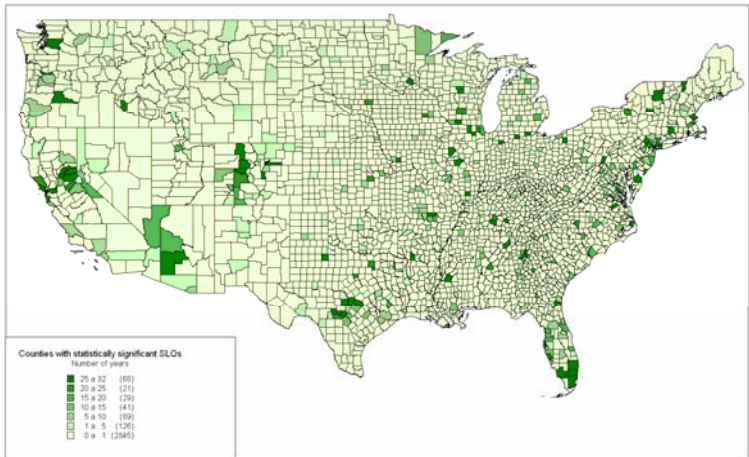 Counties with statistically significant SLQs
Number of years
25 a 32 (68)
20 a 25 (21)
15 a 20 (29)
10 a 15 (41)
5 a 10 (89)
1 a 5 (126)
0 a 1 (2845)